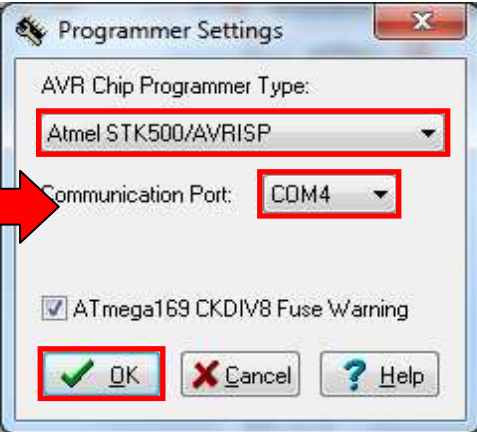 Programmer Settings
AVR Chip Programmer Type:
Atmel STK500/AVRISP
Communication Port: COM4
ATmega169 CKDIV8 Fuse Warning
OK Cancel ? Help